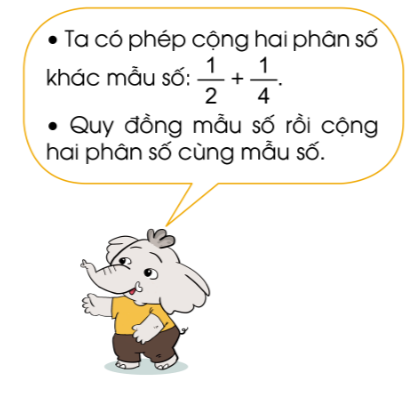 • Ta có phép cộng hai phân số
khác mẫu số: 1/2 + 1/4.
• Quy đồng mẫu số rồi cộng
hai phân số cùng mẫu số.